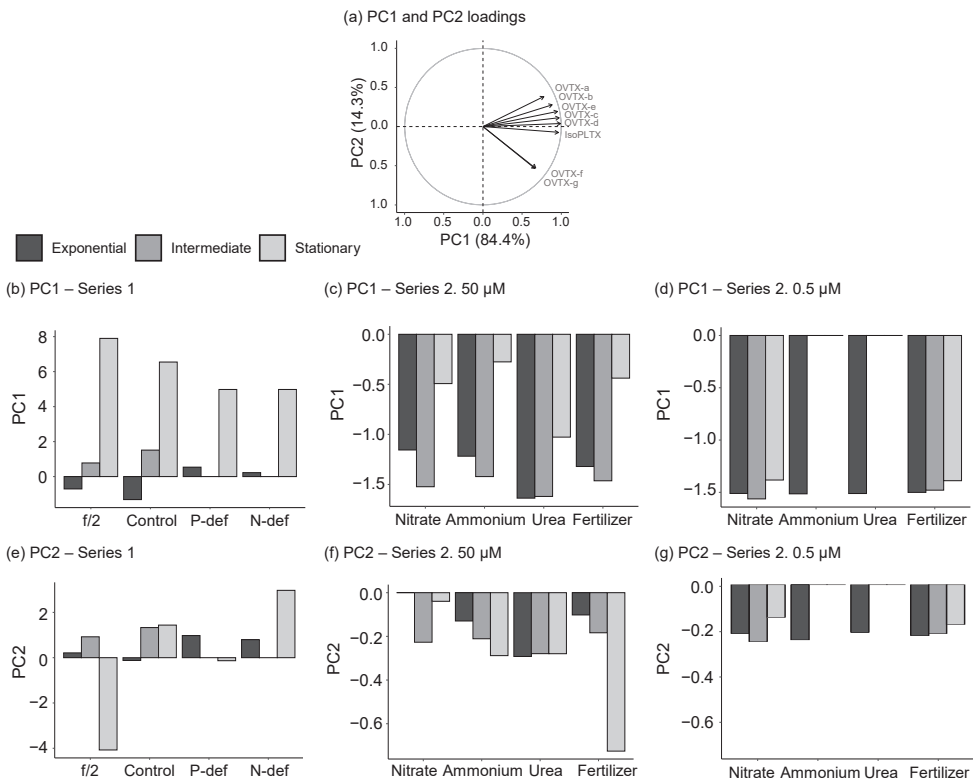 (a) PC1 and PC2 loadings
1.0
0.5
0.0
0.5
1.0
PC2 (14.3%)
OVTX-a
OVTX-b
OVTX-e
OVTX-c
OVTX-d
IsoPLTX
OVTX-f
OVTX-g
1.0 0.5 0.0 0.5 1.0
PC1 (84.4%)
Exponential Intermediate Stationary
(b) PC1 – Series 1
8
6
4
2
0
PC1
f/2 Control P-def N-def
(c) PC1 – Series 2. 50 µM
0.0
−0.5
−1.0
−1.5
PC1
Nitrate Ammonium Urea Fertilizer
(d) PC1 – Series 2. 0.5 µM
0.0
−0.5
−1.0
−1.5
PC1
Nitrate Ammonium Urea Fertilizer
(e) PC2 – Series 1
2
0
−2
−4
PC2
f/2 Control P-def N-def
(f) PC2 – Series 2. 50 µM
0.0
−0.2
−0.4
−0.6
PC2
Nitrate Ammonium Urea Fertilizer
(g) PC2 – Series 2. 0.5 µM
0.0
−0.2
−0.4
−0.6
PC2
Nitrate Ammonium Urea Fertilizer